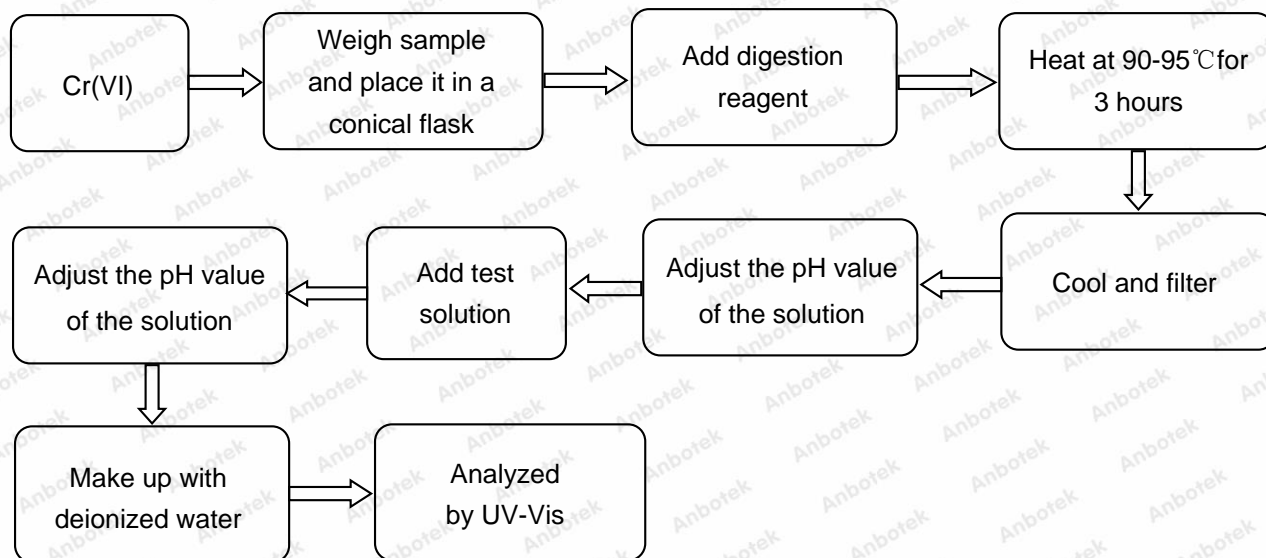 Cr(VI)
Weigh sample
and place it in a
conical flask
Add digestion
reagent
Heat at 90-95℃for
3 hours
Cool and filter
Adjust the pH value
of the solution
Add test
solution
Adjust the pH value
of the solution
Make up with
deionized water
Analyzed
by UV-Vis
Anbotek